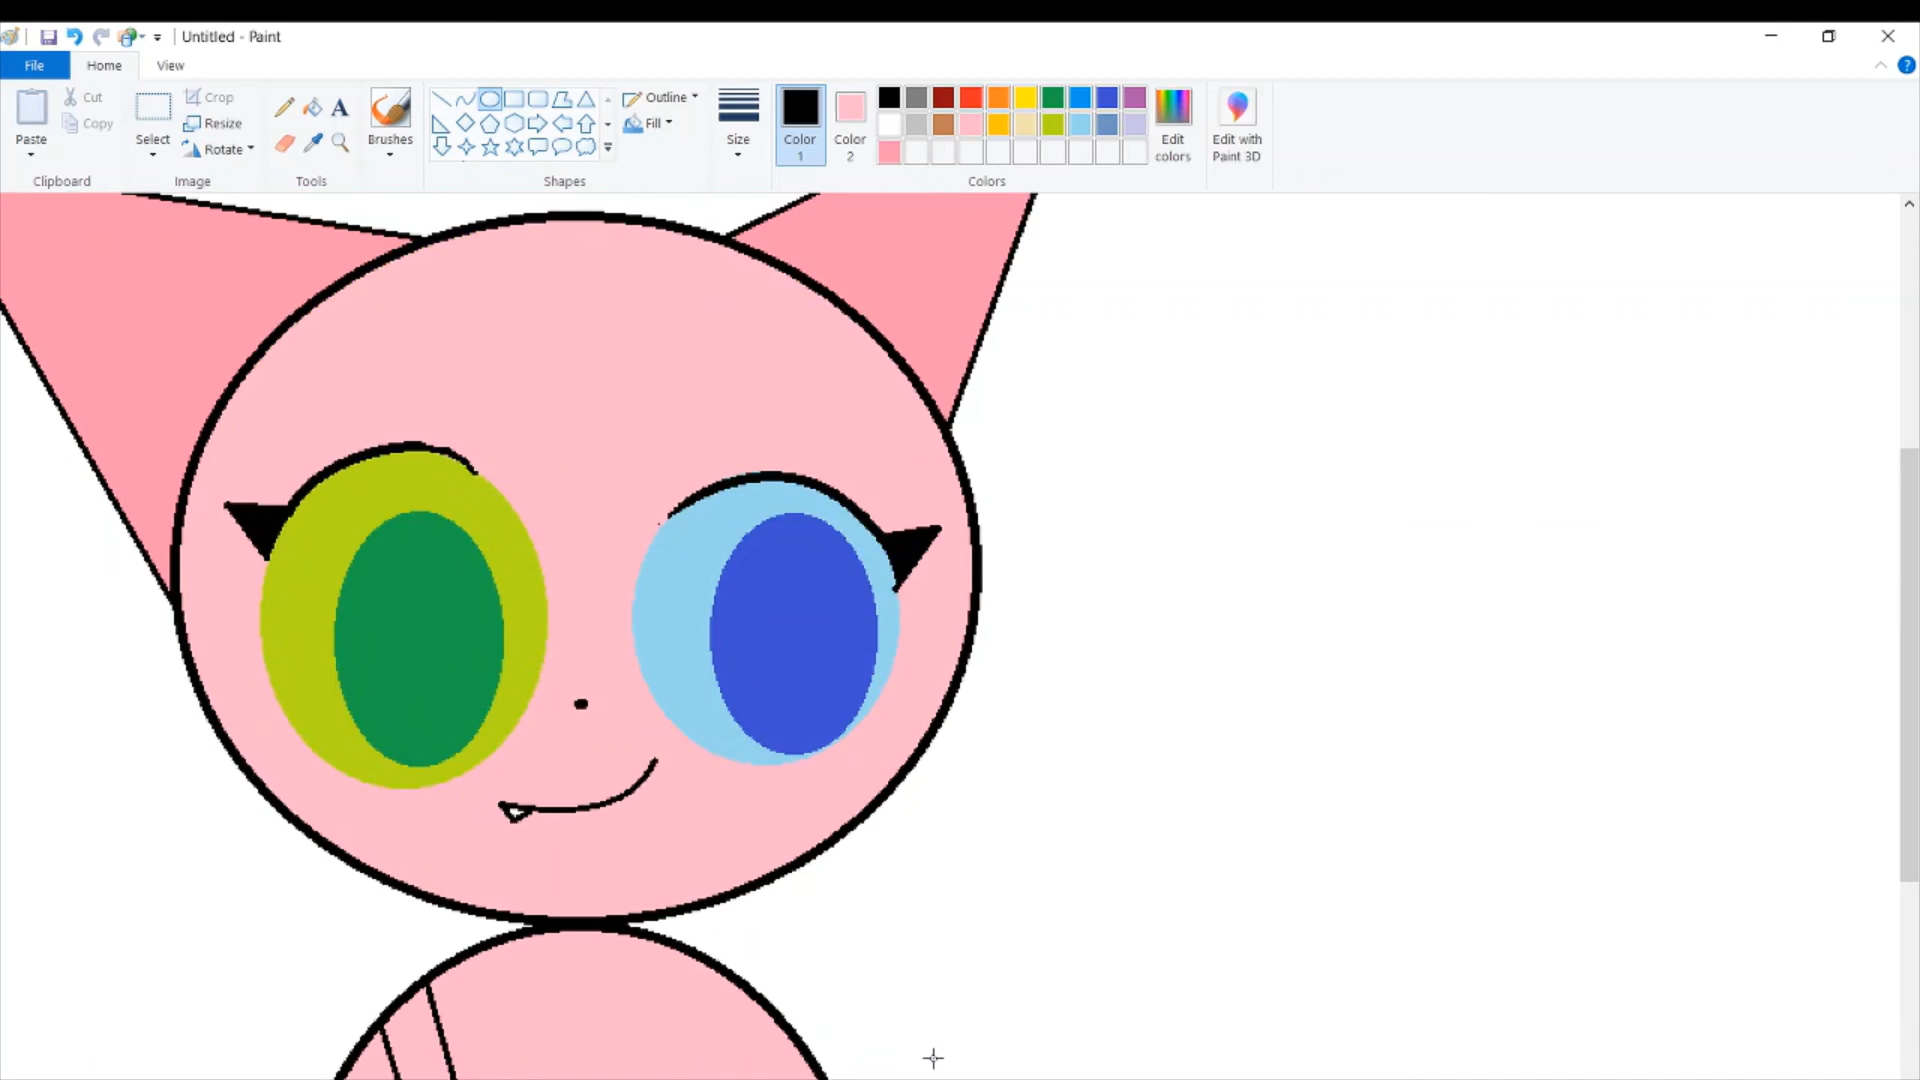 Untitled - Paint
File Home View
?
Paste
Cut
Copy
Clipboard
Select
Crop
Resize
Rotate
Image
A
Tools
Brushes
Shapes
Outline
Fill
Size
Color 1
Color 2
Edit colors
Colors
Edit with Paint 3D